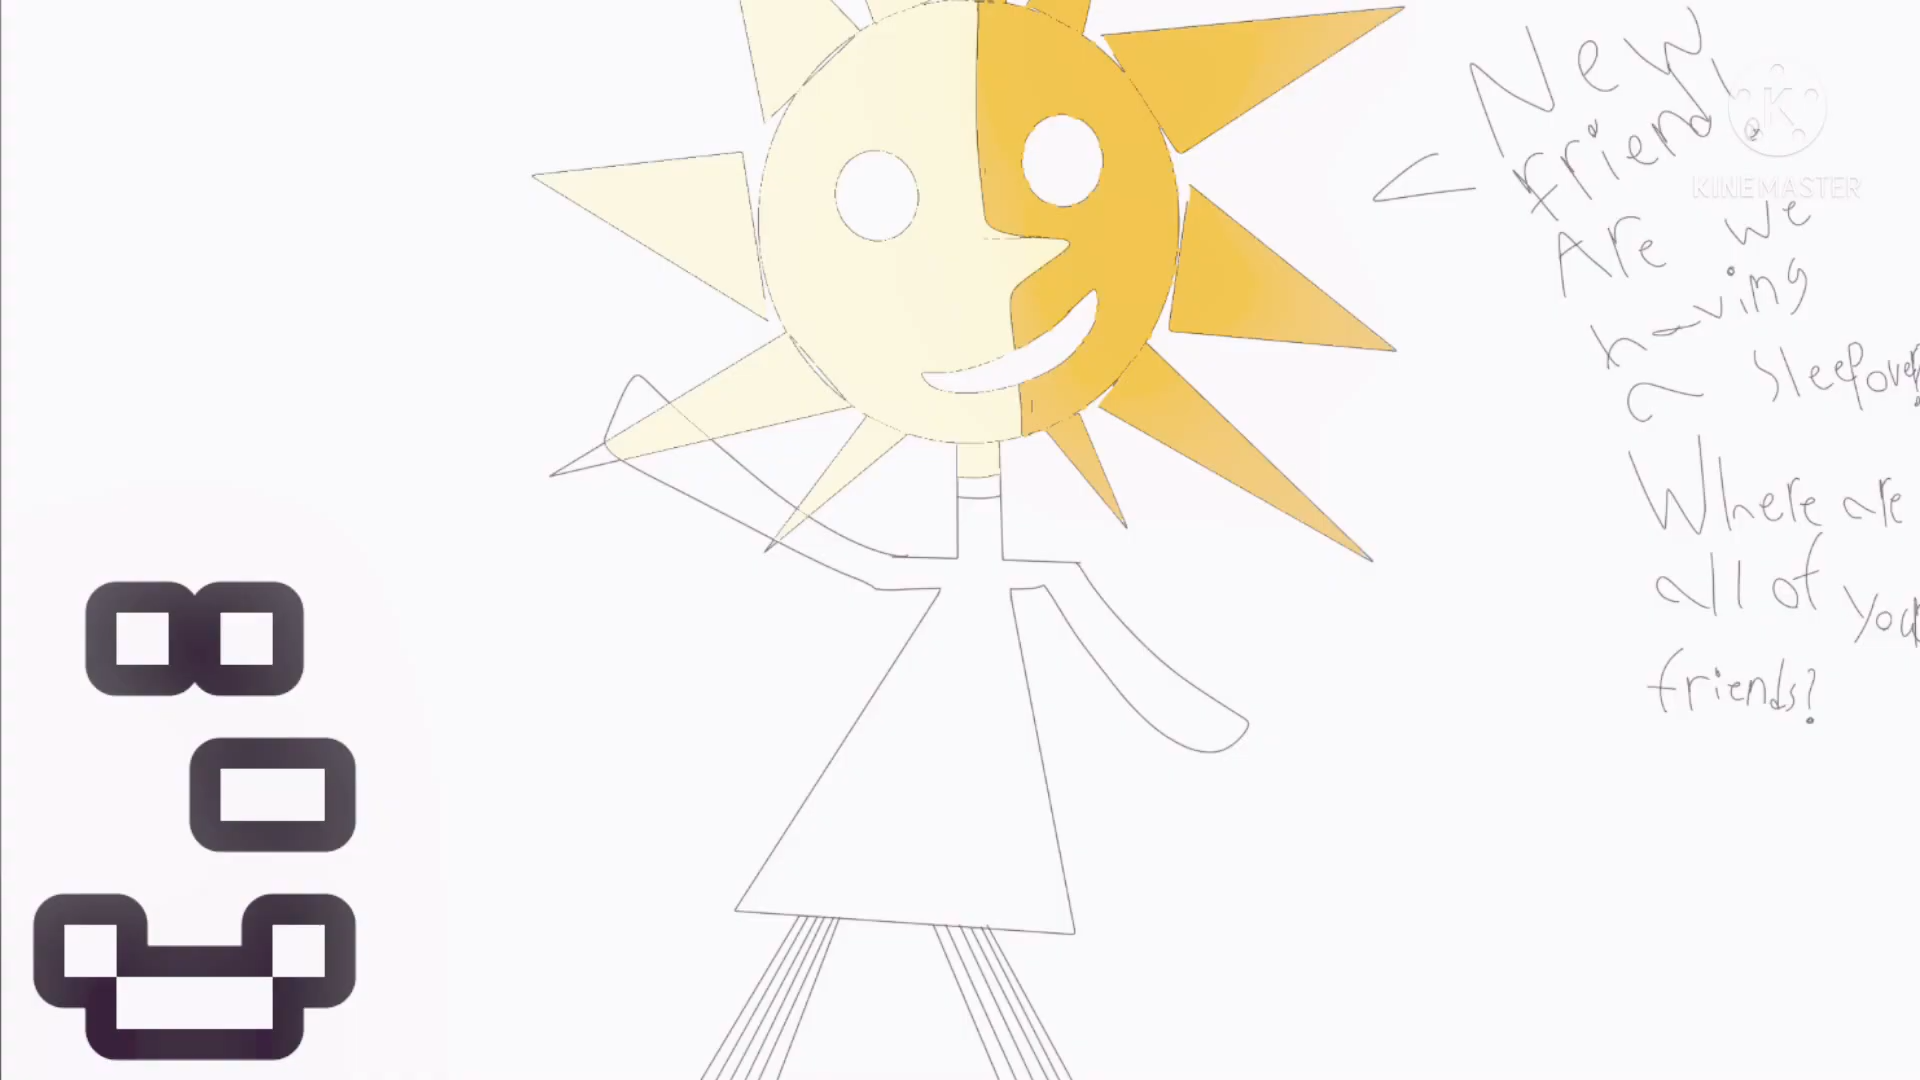 New
friend!
Are we
having
a sleepover?
Where are
all of your
friends?
KINEMASTER